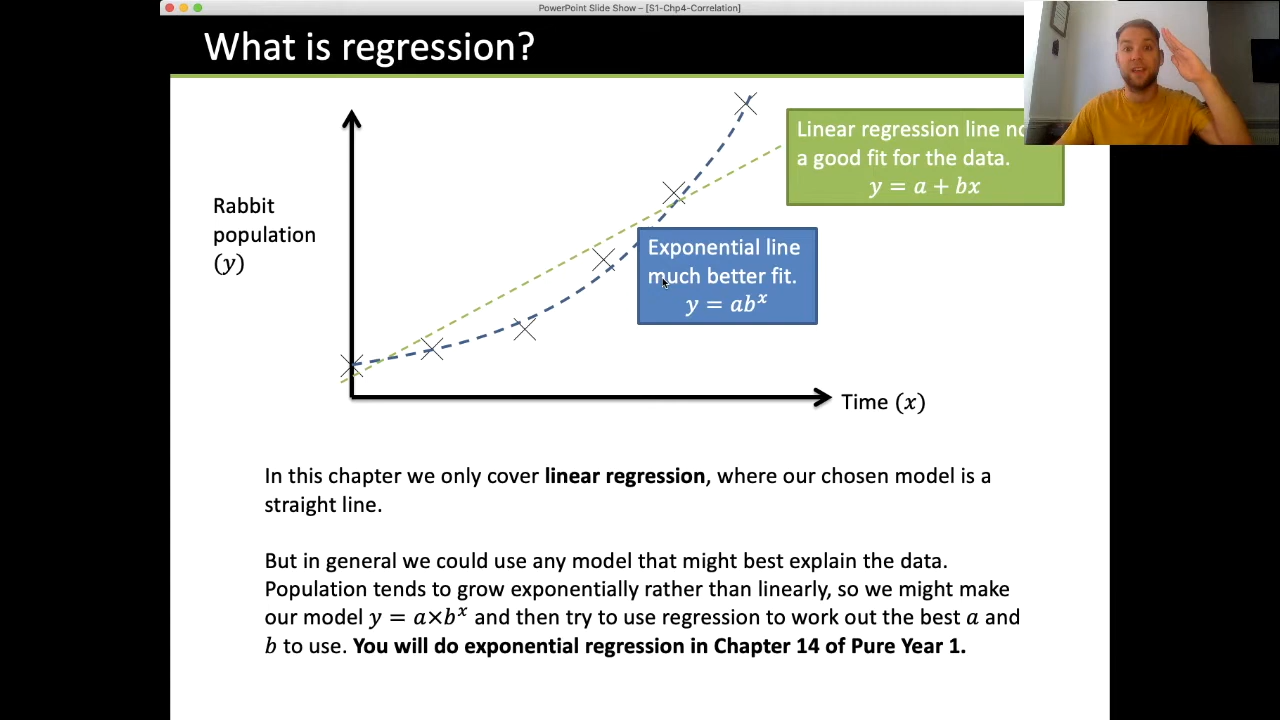 PowerPoint Slide Show – [S1-Chp4-Correlation]
What is regression?
Rabbit
population
(y)
Linear regression line
a good fit for the data.
y = a + bx
Exponential line
much better fit.
y = abˣ
Time (x)
In this chapter we only cover linear regression, where our chosen model is a
straight line.
But in general we could use any model that might best explain the data.
Population tends to grow exponentially rather than linearly, so we might make
our model y = a×bˣ and then try to use regression to work out the best a and
b to use. You will do exponential regression in Chapter 14 of Pure Year 1.